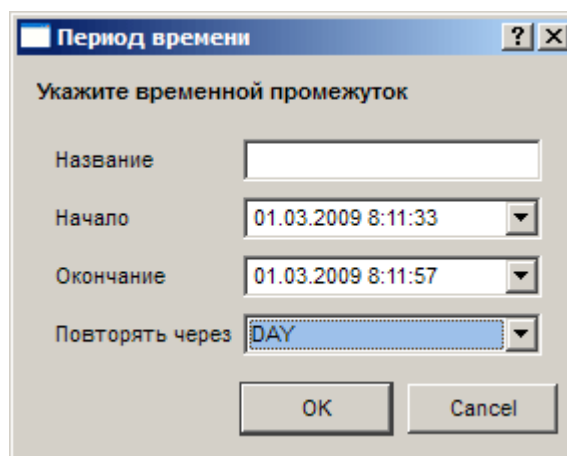 Период времени
Укажите временной промежуток
Название
Начало 01.03.2009 8:11:33
Окончание 01.03.2009 8:11:57
Повторять через DAY
OK Cancel